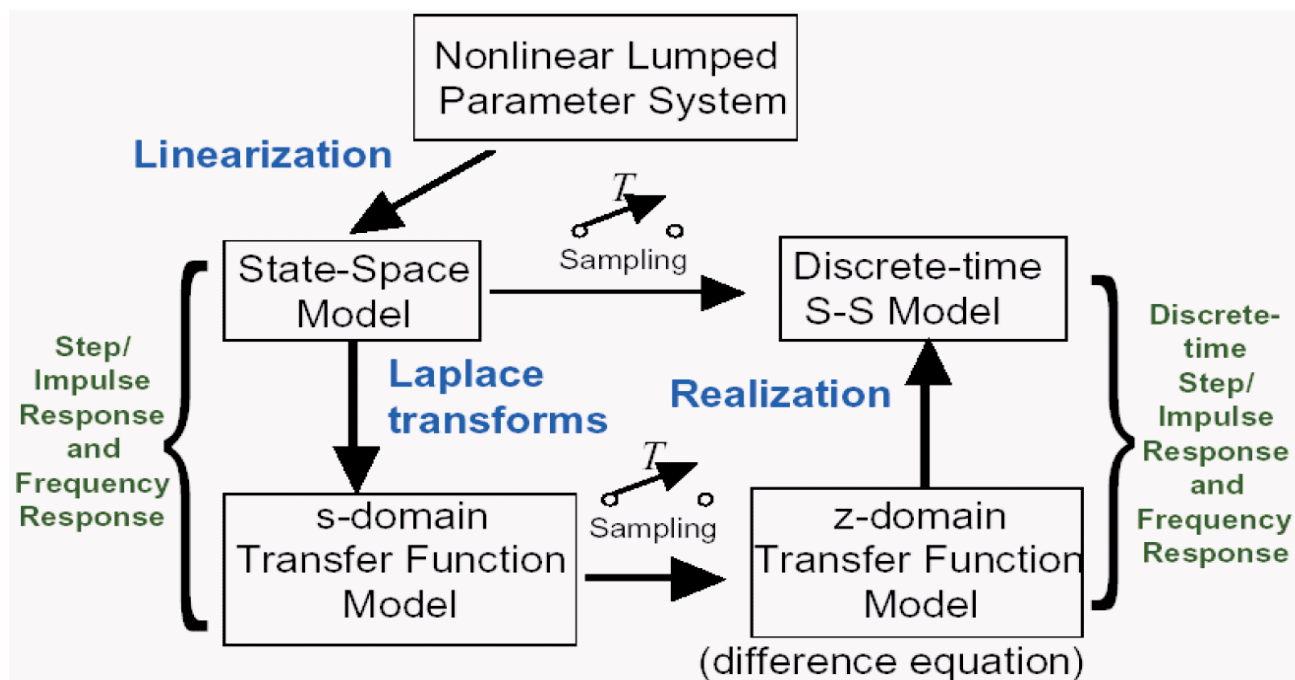 Nonlinear Lumped
Parameter System
Linearization
T
Sampling
State-Space
Model
Discrete-time
S-S Model
Step/
Impulse
Response
and
Frequency
Response
Laplace
transforms
Realization
Discrete-
time
Step/
Impulse
Response
and
Frequency
Response
T
Sampling
s-domain
Transfer Function
Model
z-domain
Transfer Function
Model
(difference equation)